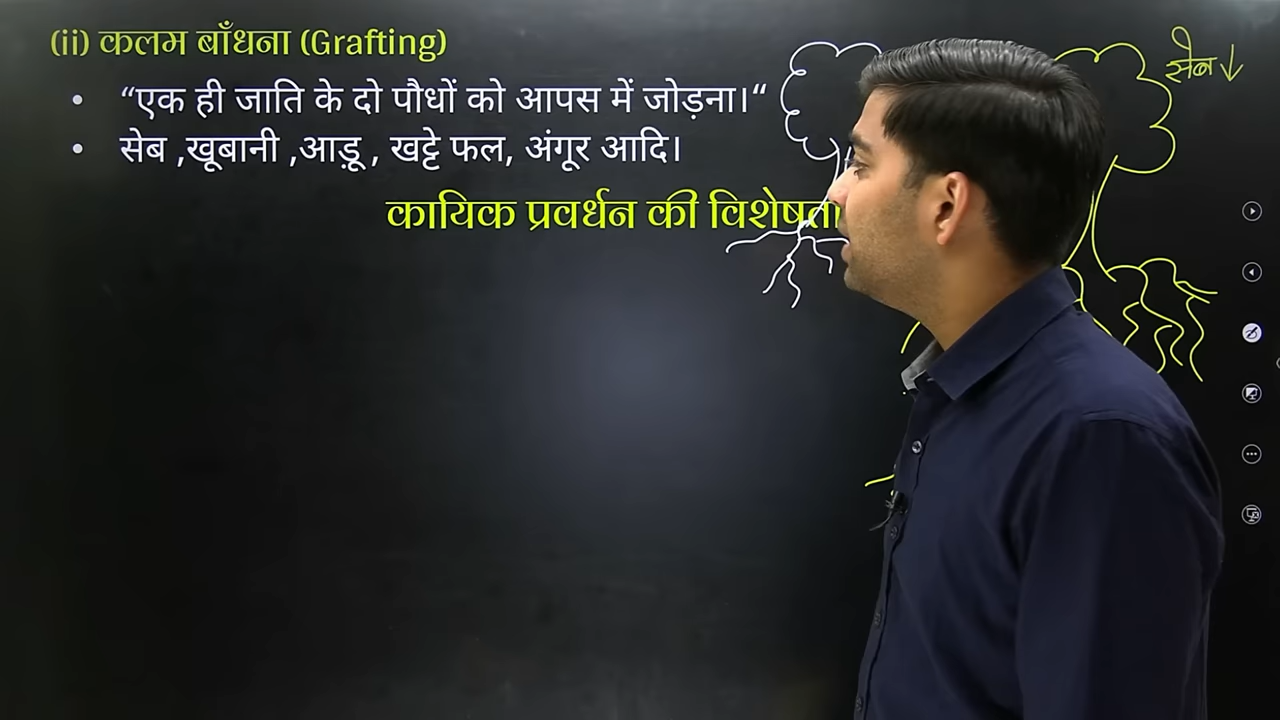 (ii) कलम बाँधना (Grafting)
• “एक ही जाति के दो पौधों को आपस में जोड़ना।“
• सेब ,खूबानी ,आड़ू , खट्टे फल, अंगूर आदि।
सेब ↓
कायिक प्रवर्धन की विशेषता